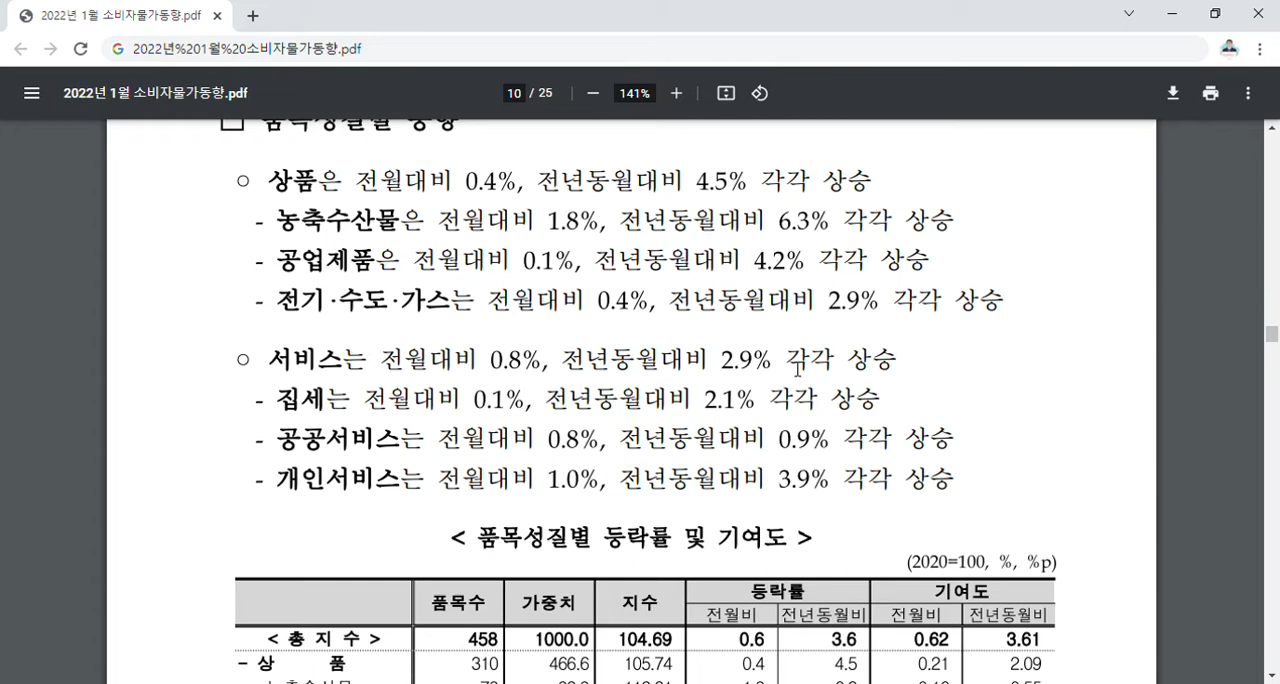 2022년 1월 소비자물가동향.pdf
2022년%201월%20소비자물가동향.pdf
2022년 1월 소비자물가동향.pdf 10 / 25 141%
□ 품목성질별 동향
○ 상품은 전월대비 0.4%, 전년동월대비 4.5% 각각 상승
- 농축수산물은 전월대비 1.8%, 전년동월대비 6.3% 각각 상승
- 공업제품은 전월대비 0.1%, 전년동월대비 4.2% 각각 상승
- 전기·수도·가스는 전월대비 0.4%, 전년동월대비 2.9% 각각 상승
○ 서비스는 전월대비 0.8%, 전년동월대비 2.9% 각각 상승
- 집세는 전월대비 0.1%, 전년동월대비 2.1% 각각 상승
- 공공서비스는 전월대비 0.8%, 전년동월대비 0.9% 각각 상승
- 개인서비스는 전월대비 1.0%, 전년동월대비 3.9% 각각 상승
< 품목성질별 등락률 및 기여도 >
(2020=100, %, %p)
품목수 가중치 지수 등락률 기여도
전월비 전년동월비 전월비 전년동월비
< 총 지 수 > 458 1000.0 104.69 0.6 3.6 0.62 3.61
- 상 품 310 466.6 105.74 0.4 4.5 0.21 2.09